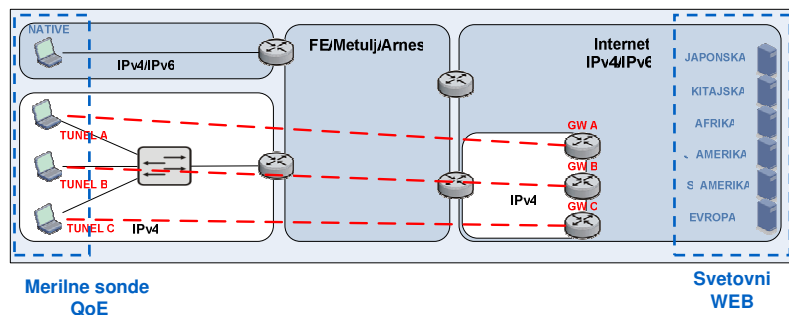 NATIVE
IPv4/IPv6
FE/Metulj/Arnes
Internet
IPv4/IPv6
JAPONSKA
KITAJSKA
AFRIKA
J. AMERIKA
S. AMERIKA
EVROPA
TUNEL A
TUNEL B
TUNEL C
IPv4
GW A
GW B
GW C
IPv4
Merilne sonde
QoE
Svetovni
WEB